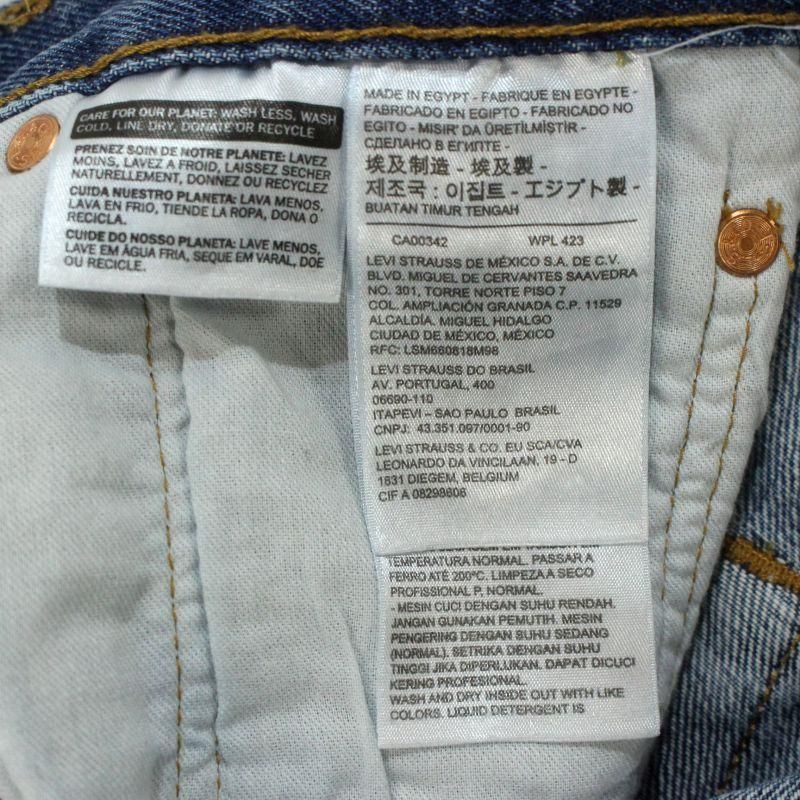 CARE FOR OUR PLANET: WASH LESS, WASH
COLD, LINE DRY, DONATE OR RECYCLE
PRENEZ SOIN DE NOTRE PLANETE: LAVEZ
MOINS, LAVEZ A FROID, LAISSEZ SECHER
NATURELLEMENT, DONNEZ OU RECYCLEZ
CUIDA NUESTRO PLANETA: LAVA MENOS,
LAVA EN FRIO, TIENDE LA ROPA, DONA O
RECICLA.
CUIDE DO NOSSO PLANETA: LAVE MENOS,
LAVE EM ÁGUA FRIA, SEQUE EM VARAL, DOE
OU RECICLE.
MADE IN EGYPT - FABRIQUE EN EGYPTE -
FABRICADO EN EGIPTO - FABRICADO NO
EGITO - MISIR' DA ÜRETİLMİŞTİR -
СДЕЛАНО В ЕГИПТЕ -
埃及制造 - 埃及製 -
제조국 : 이집트 - エジプト製 -
BUATAN TIMUR TENGAH
CA00342 WPL 423
LEVI STRAUSS DE MÉXICO S.A. DE C.V.
BLVD. MIGUEL DE CERVANTES SAAVEDRA
NO. 301, TORRE NORTE PISO 7
COL. AMPLIACIÓN GRANADA C.P. 11529
ALCALDÍA. MIGUEL HIDALGO
CIUDAD DE MÉXICO, MÉXICO
RFC: LSM660818M98
LEVI STRAUSS DO BRASIL
AV. PORTUGAL, 400
06690-110
ITAPEVI – SAO PAULO BRASIL
CNPJ: 43.351.097/0001-90
LEVI STRAUSS & CO. EU SCA/CVA
LEONARDO DA VINCILAAN, 19 - D
1831 DIEGEM, BELGIUM
CIF A 08298606
TEMPERATURA NORMAL. PASSAR A
FERRO ATÉ 200ºC. LIMPEZA A SECO
PROFISSIONAL P, NORMAL.
- MESIN CUCI DENGAN SUHU RENDAH.
JANGAN GUNAKAN PEMUTIH. MESIN
PENGERING DENGAN SUHU SEDANG
(NORMAL). SETRIKA DENGAN SUHU
TINGGI JIKA DIPERLUKAN. DAPAT DICUCI
KERING PROFESIONAL.
WASH AND DRY INSIDE OUT WITH LIKE
COLORS. LIQUID DETERGENT IS